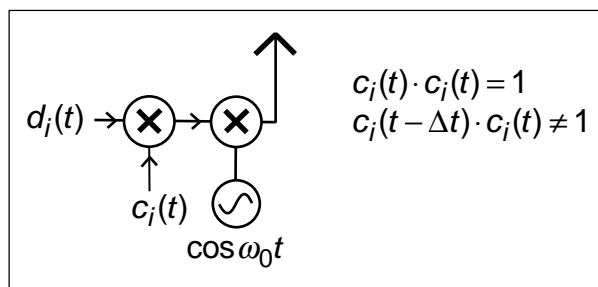 d_i(t)
c_i(t)
cos ω_0 t
c_i(t) · c_i(t) = 1
c_i(t − Δt) · c_i(t) ≠ 1